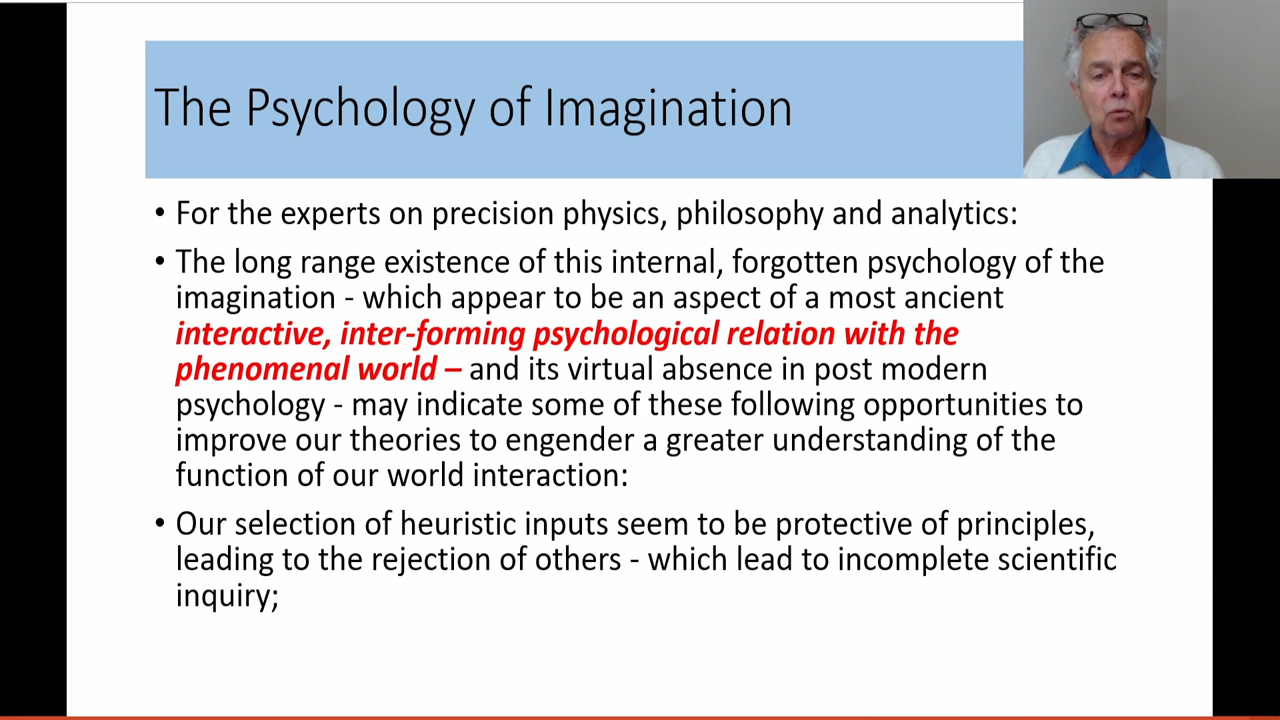 The Psychology of Imagination
• For the experts on precision physics, philosophy and analytics:
• The long range existence of this internal, forgotten psychology of the
imagination - which appear to be an aspect of a most ancient
interactive, inter-forming psychological relation with the
phenomenal world – and its virtual absence in post modern
psychology - may indicate some of these following opportunities to
improve our theories to engender a greater understanding of the
function of our world interaction:
• Our selection of heuristic inputs seem to be protective of principles,
leading to the rejection of others - which lead to incomplete scientific
inquiry;